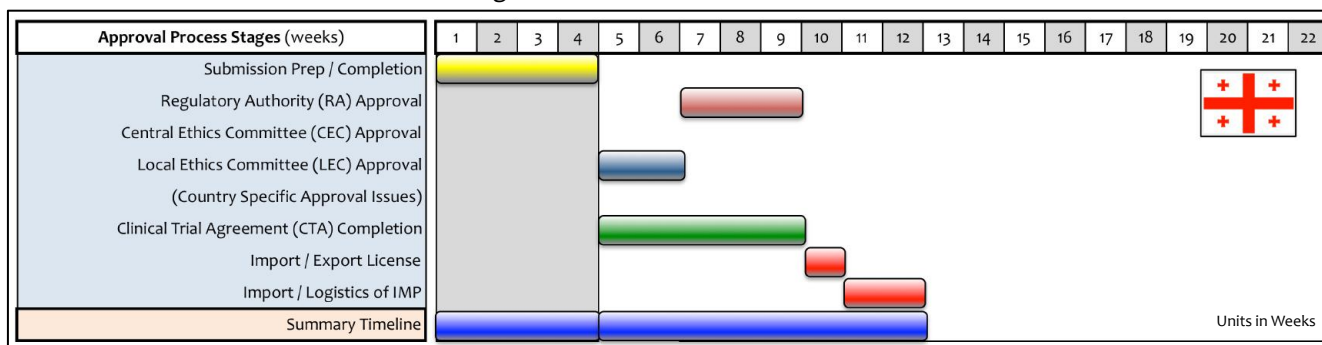 Approval Process Stages (weeks) 1 2 3 4 5 6 7 8 9 10 11 12 13 14 15 16 17 18 19 20 21 22
Submission Prep / Completion
Regulatory Authority (RA) Approval
Central Ethics Committee (CEC) Approval
Local Ethics Committee (LEC) Approval
(Country Specific Approval Issues)
Clinical Trial Agreement (CTA) Completion
Import / Export License
Import / Logistics of IMP
Summary Timeline Units in Weeks